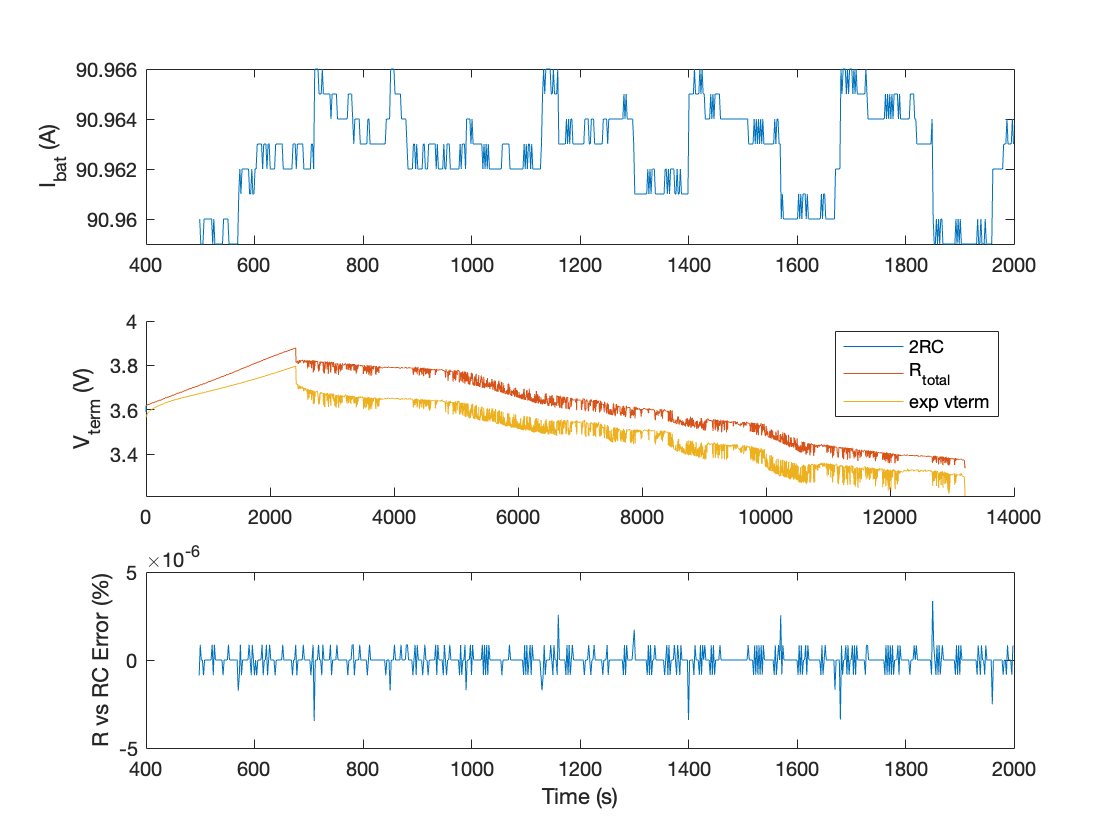 90.966
90.964
90.962
90.96
I_bat (A)
400 600 800 1000 1200 1400 1600 1800 2000
4
3.8
3.6
3.4
V_term (V)
2RC
R_total
exp vterm
0 2000 4000 6000 8000 10000 12000 14000
×10^-6
5
0
-5
R vs RC Error (%)
400 600 800 1000 1200 1400 1600 1800 2000
Time (s)